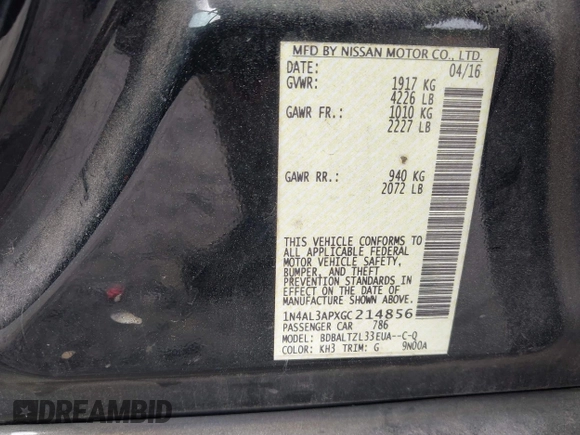 MFD BY NISSAN MOTOR CO., LTD.
DATE: 04/16
GVWR: 1917 KG
4226 LB
GAWR FR.: 1010 KG
2227 LB
GAWR RR.: 940 KG
2072 LB
THIS VEHICLE CONFORMS TO
ALL APPLICABLE FEDERAL
MOTOR VEHICLE SAFETY,
BUMPER, AND THEFT
PREVENTION STANDARDS IN
EFFECT ON THE DATE OF
MANUFACTURE SHOWN ABOVE.
1N4AL3APXGC214856
PASSENGER CAR 786
MODEL: BDBALTZL33EUA--C-Q
COLOR: KH3 TRIM: G 9N00A
DREAMBID